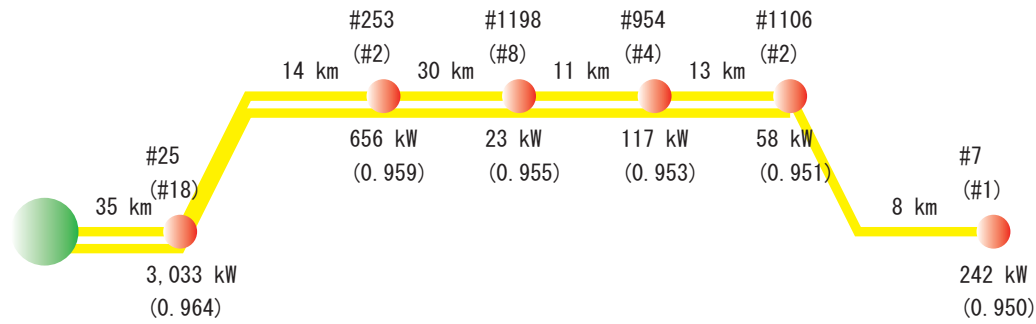 #253
(#2)
#1198
(#8)
#954
(#4)
#1106
(#2)
14 km
30 km
11 km
13 km
656 kW
(0.959)
23 kW
(0.955)
117 kW
(0.953)
58 kW
(0.951)
#25
(#18)
#7
(#1)
35 km
8 km
3,033 kW
(0.964)
242 kW
(0.950)